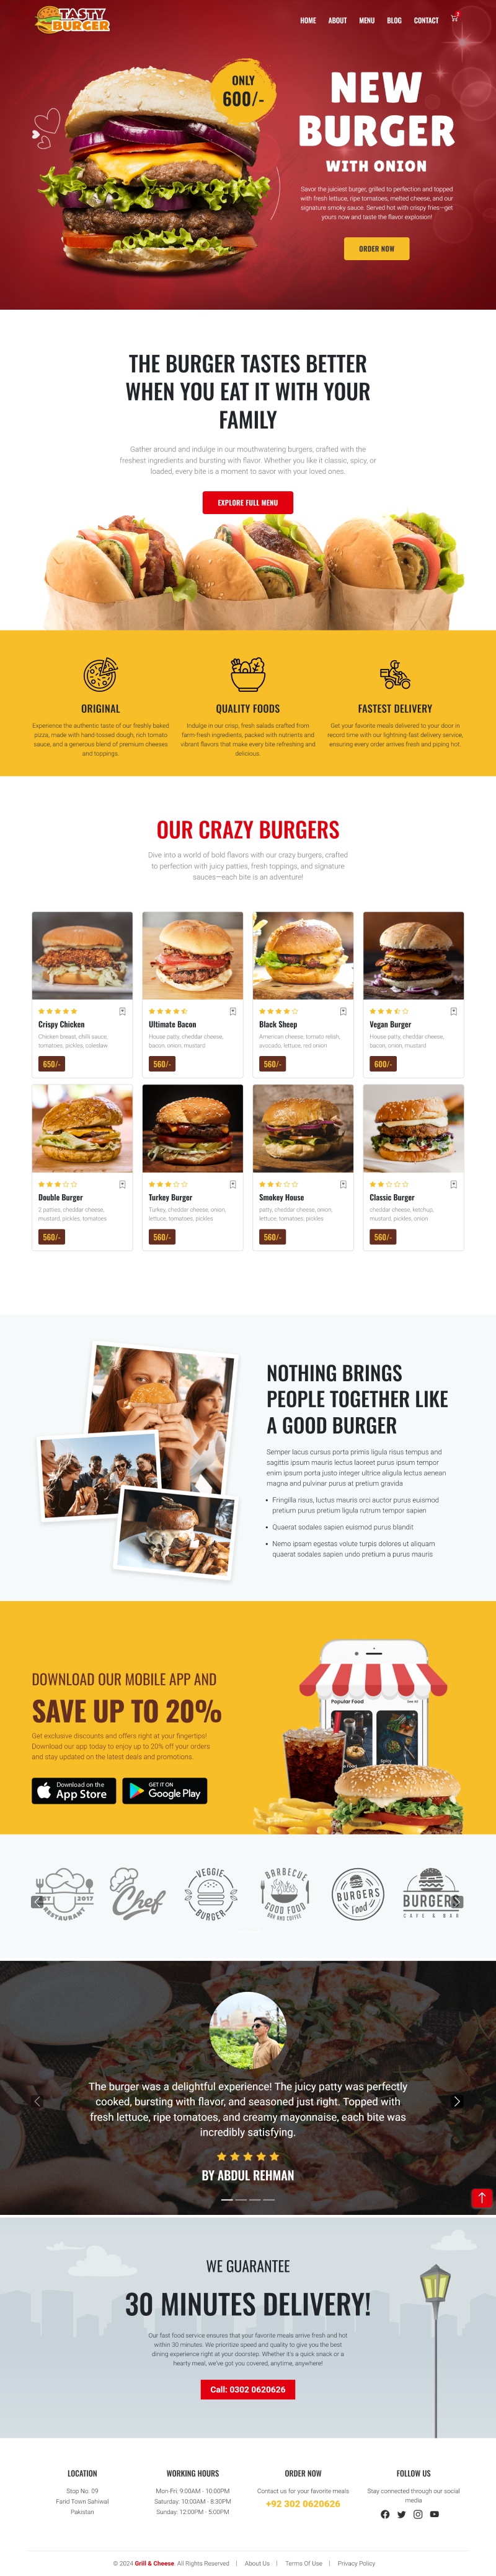 TASTY
BURGER
HOME
ABOUT
MENU
BLOG
CONTACT
ONLY
600/-
NEW
BURGER
WITH ONION
Savor the juiciest burger, grilled to perfection and topped
with fresh lettuce, ripe tomatoes, melted cheese, and our
signature smoky sauce. Served hot with crispy fries—get
yours now and taste the flavor explosion!
ORDER NOW
THE BURGER TASTES BETTER
WHEN YOU EAT IT WITH YOUR
FAMILY
Gather around and indulge in our mouthwatering burgers, crafted with the
freshest ingredients and bursting with flavor. Whether you like it classic, spicy, or
loaded, every bite is a moment to savor with your loved ones.
EXPLORE FULL MENU
ORIGINAL
Experience the authentic taste of our freshly baked
pizza, made with hand-tossed dough, rich tomato
sauce, and a generous blend of premium cheeses
and toppings.
QUALITY FOODS
Indulge in our crisp, fresh salads crafted from
farm-fresh ingredients, packed with nutrients and
vibrant flavors that make every bite refreshing and
delicious.
FASTEST DELIVERY
Get your favorite meals delivered to your door in
record time with our lightning-fast delivery service,
ensuring every order arrives fresh and piping hot.
OUR CRAZY BURGERS
Dive into a world of bold flavors with our crazy burgers, crafted
to perfection with juicy patties, fresh toppings, and signature
sauces—each bite is an adventure!
Crispy Chicken
Chicken breast, chilli sauce,
tomatoes, pickles, coleslaw
650/-
Ultimate Bacon
House patty, cheddar cheese,
bacon, onion, mustard
560/-
Black Sheep
American cheese, tomato relish,
avocado, lettuce, red onion
560/-
Vegan Burger
House patty, cheddar cheese,
bacon, onion, mustard
600/-
Double Burger
2 patties, cheddar cheese,
mustard, pickles, tomatoes
560/-
Turkey Burger
Turkey, cheddar cheese, onion,
lettuce, tomatoes, pickles
560/-
Smokey House
patty, cheddar cheese, onion,
lettuce, tomatoes, pickles
560/-
Classic Burger
cheddar cheese, ketchup,
mustard, pickles, onion
560/-
NOTHING BRINGS
PEOPLE TOGETHER LIKE
A GOOD BURGER
Semper lacus cursus porta primis ligula risus tempus and
sagittis ipsum mauris lectus laoreet purus ipsum tempor
enim ipsum porta justo integer ultrice aligula lectus aenean
magna and pulvinar purus at pretium gravida
• Fringilla risus, luctus mauris orci auctor purus euismod
pretium purus pretium ligula rutrum tempor sapien
• Quaerat sodales sapien euismod purus blandit
• Nemo ipsam egestas volute turpis dolores ut aliquam
quaerat sodales sapien undo pretium a purus mauris
DOWNLOAD OUR MOBILE APP AND
SAVE UP TO 20%
Get exclusive discounts and offers right at your fingertips!
Download our app today to enjoy up to 20% off your orders
and stay updated on the latest deals and promotions.
Download on the
App Store
GET IT ON
Google Play
Popular Food
See All
Spicy
2017
RESTAURANT
Chef
VEGGIE
BURGER
BARBECUE
GOOD FOOD
BAR AND COFFEE
BURGERS
Food
BURGERS
CAFE & BAR
The burger was a delightful experience! The juicy patty was perfectly
cooked, bursting with flavor, and seasoned just right. Topped with
fresh lettuce, ripe tomatoes, and creamy mayonnaise, each bite was
incredibly satisfying.
BY ABDUL REHMAN
WE GUARANTEE
30 MINUTES DELIVERY!
Our fast food service ensures that your favorite meals arrive fresh and hot
within 30 minutes. We prioritize speed and quality to give you the best
dining experience right at your doorstep. Whether it's a quick snack or a
hearty meal, we've got you covered, anytime, anywhere!
Call: 0302 0620626
LOCATION
Stop No. 09
Farid Town Sahiwal
Pakistan
WORKING HOURS
Mon-Fri: 9:00AM - 10:00PM
Saturday: 10:00AM - 8:30PM
Sunday: 12:00PM - 5:00PM
ORDER NOW
Contact us for your favorite meals
+92 302 0620626
FOLLOW US
Stay connected through our social
media
© 2024 Grill & Cheese. All Rights Reserved | About Us | Terms Of Use | Privacy Policy